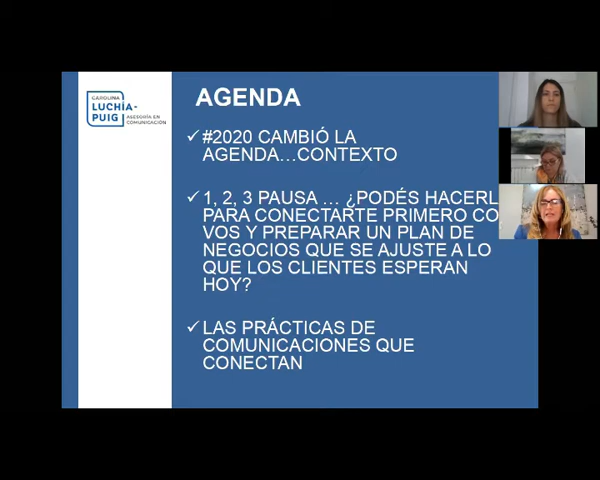 CAROLINA
LUCHÍA-
PUIG
ASESORÍA EN
COMUNICACIÓN
AGENDA
✓ #2020 CAMBIÓ LA
AGENDA…CONTEXTO
✓ 1, 2, 3 PAUSA … ¿PODÉS HACERL
PARA CONECTARTE PRIMERO CO
VOS Y PREPARAR UN PLAN DE
NEGOCIOS QUE SE AJUSTE A LO
QUE LOS CLIENTES ESPERAN
HOY?
✓ LAS PRÁCTICAS DE
COMUNICACIONES QUE
CONECTAN